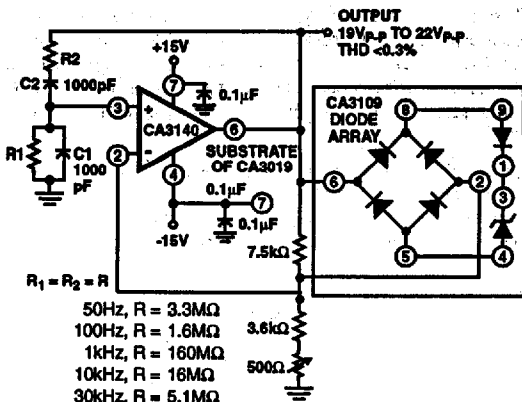 OUTPUT
19Vp-p TO 22Vp-p
THD <0.3%
+15V
R2
C2 1000pF
7
0.1µF
CA3109
DIODE
ARRAY
3
+
CA3140
6
2
-
4
SUBSTRATE
OF CA3019
R1
C1
1000
pF
8
9
6
2
1
3
5
4
0.1µF
7
0.1µF
-15V
7.5kΩ
R1 = R2 = R
50Hz, R = 3.3MΩ
100Hz, R = 1.6MΩ
1kHz, R = 160MΩ
10kHz, R = 16MΩ
30kHz, R = 5.1MΩ
3.6kΩ
500Ω